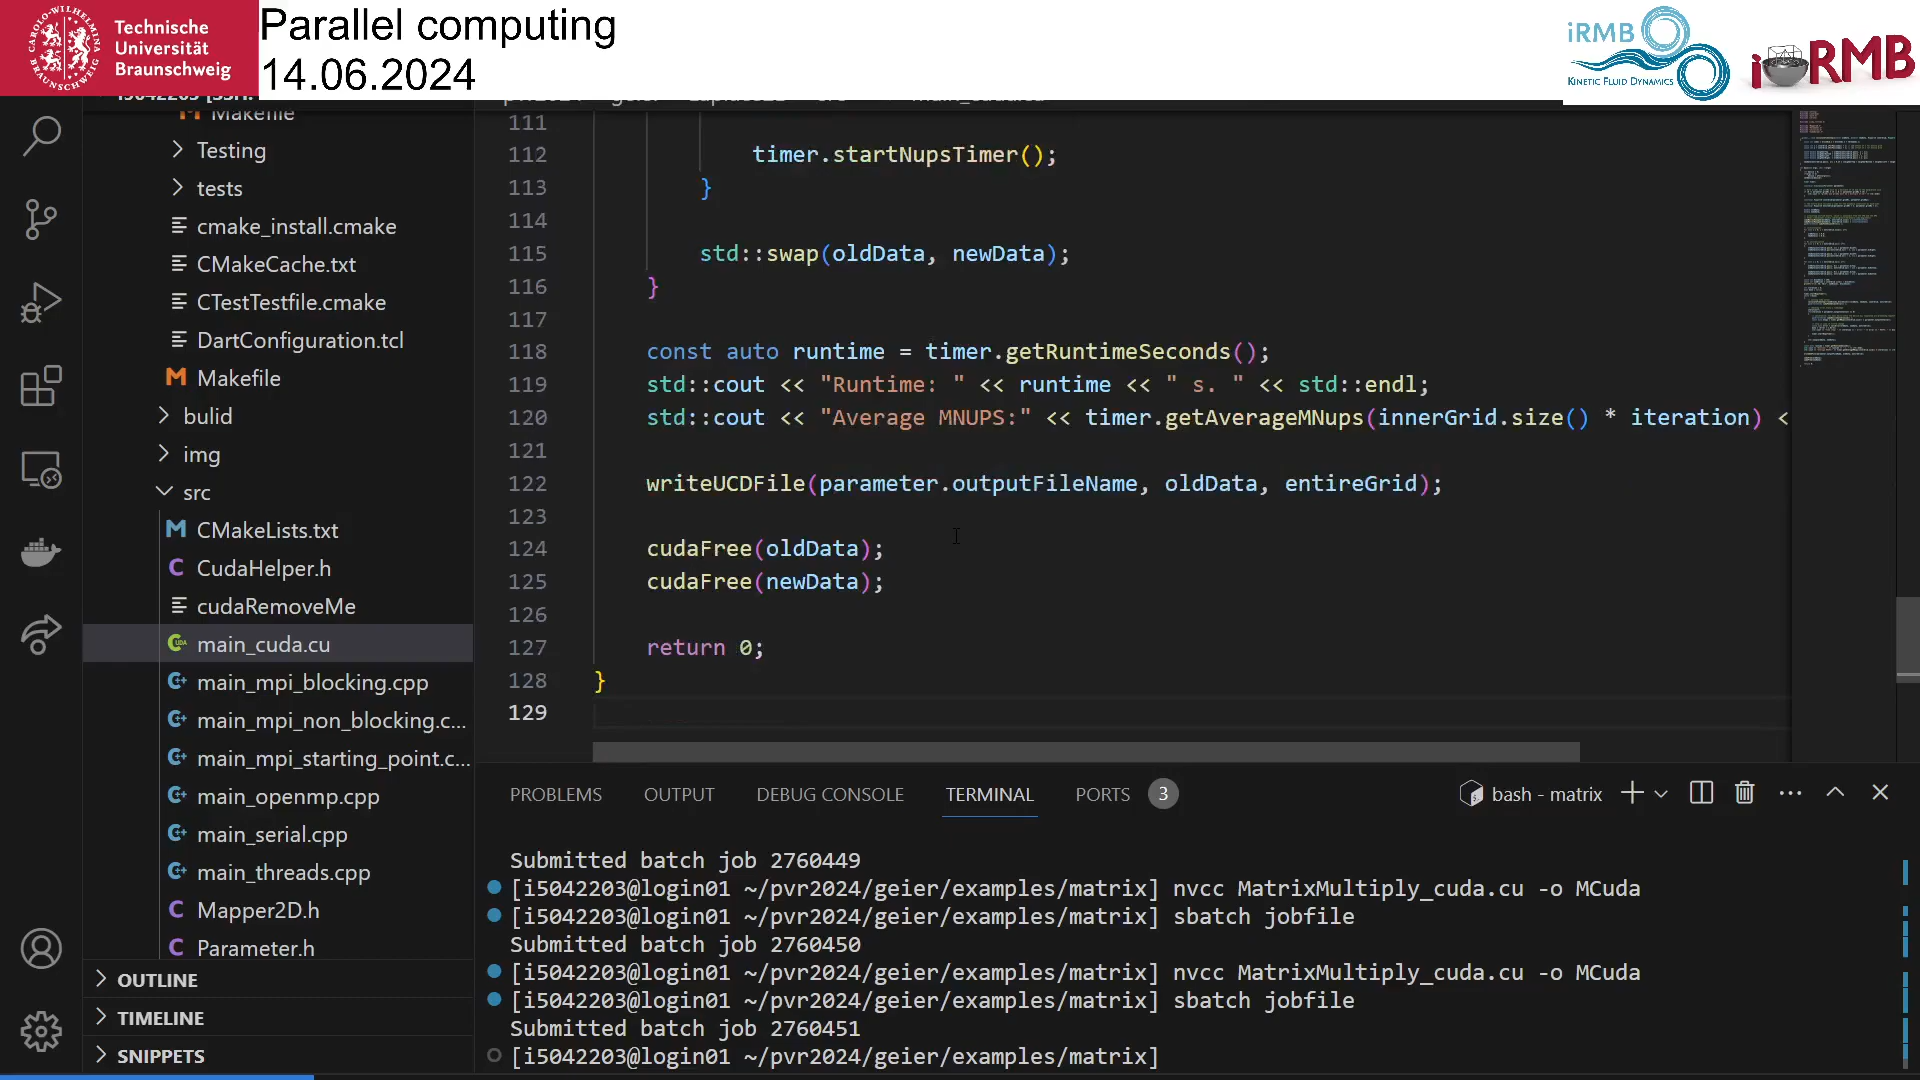 Technische
Universität
Braunschweig
CAROLO-WILHELMINA
Parallel computing
14.06.2024
iRMB
KINETIC FLUID DYNAMICS
iRMB
Makefile
Testing
tests
cmake_install.cmake
CMakeCache.txt
CTestTestfile.cmake
DartConfiguration.tcl
Makefile
bulid
img
src
CMakeLists.txt
CudaHelper.h
cudaRemoveMe
main_cuda.cu
main_mpi_blocking.cpp
main_mpi_non_blocking.c...
main_mpi_starting_point.c...
main_openmp.cpp
main_serial.cpp
main_threads.cpp
Mapper2D.h
Parameter.h
OUTLINE
TIMELINE
SNIPPETS
111
112 timer.startNupsTimer();
113 }
114
115 std::swap(oldData, newData);
116 }
117
118 const auto runtime = timer.getRuntimeSeconds();
119 std::cout << "Runtime: " << runtime << " s. " << std::endl;
120 std::cout << "Average MNUPS:" << timer.getAverageMNups(innerGrid.size() * iteration) <
121
122 writeUCDFile(parameter.outputFileName, oldData, entireGrid);
123
124 cudaFree(oldData);
125 cudaFree(newData);
126
127 return 0;
128 }
129
PROBLEMS OUTPUT DEBUG CONSOLE TERMINAL PORTS 3 bash - matrix
Submitted batch job 2760449
[i5042203@login01 ~/pvr2024/geier/examples/matrix] nvcc MatrixMultiply_cuda.cu -o MCuda
[i5042203@login01 ~/pvr2024/geier/examples/matrix] sbatch jobfile
Submitted batch job 2760450
[i5042203@login01 ~/pvr2024/geier/examples/matrix] nvcc MatrixMultiply_cuda.cu -o MCuda
[i5042203@login01 ~/pvr2024/geier/examples/matrix] sbatch jobfile
Submitted batch job 2760451
[i5042203@login01 ~/pvr2024/geier/examples/matrix]